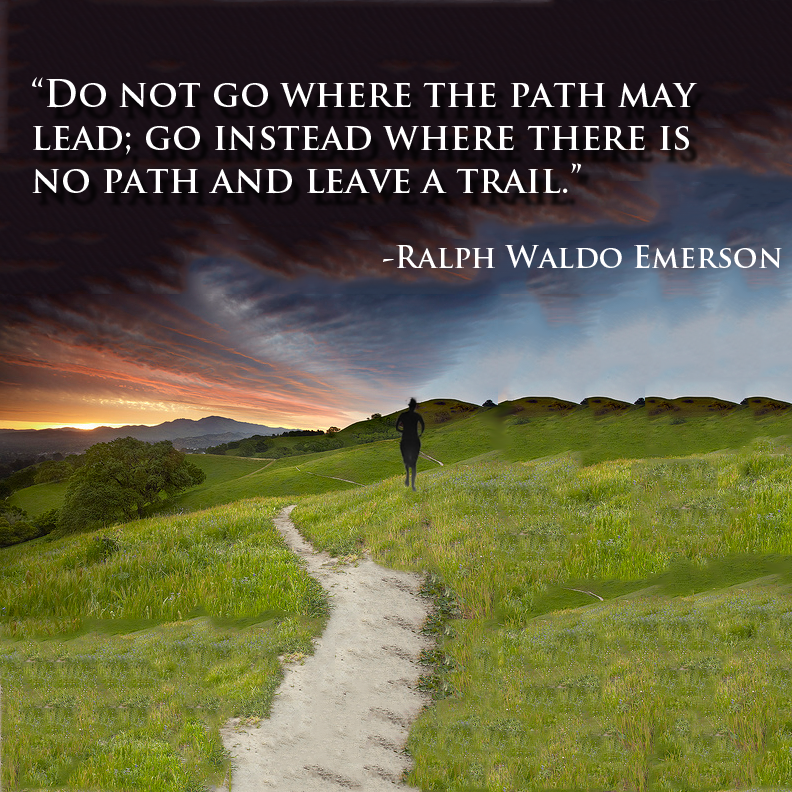 “Do not go where the path may
lead; go instead where there is
no path and leave a trail.”
-Ralph Waldo Emerson